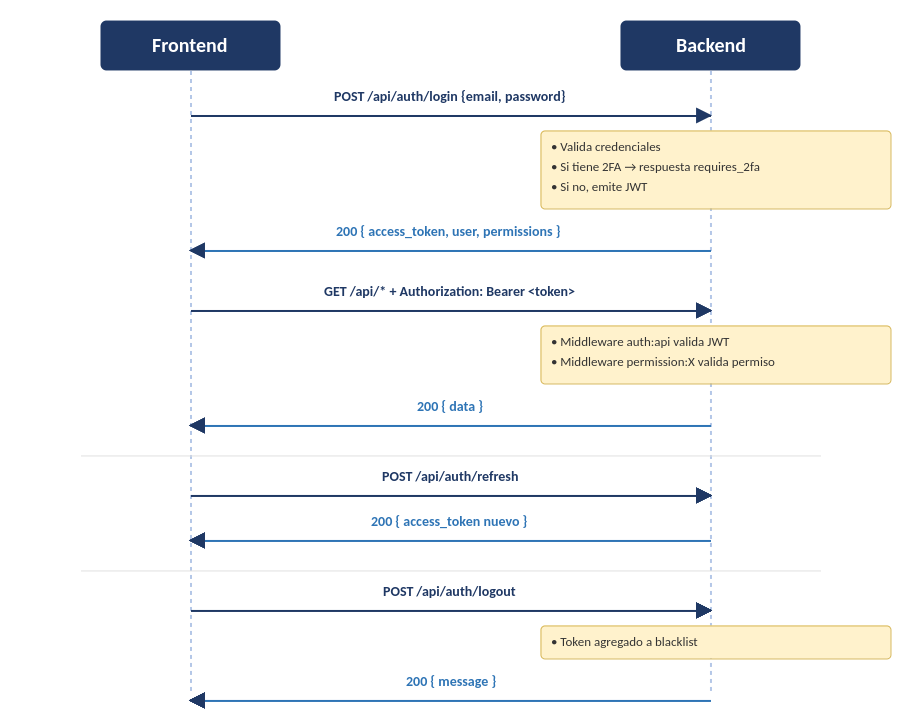 Frontend
Backend
POST /api/auth/login {email, password}
• Valida credenciales
• Si tiene 2FA → respuesta requires_2fa
• Si no, emite JWT
200 { access_token, user, permissions }
GET /api/* + Authorization: Bearer <token>
• Middleware auth:api valida JWT
• Middleware permission:X valida permiso
200 { data }
POST /api/auth/refresh
200 { access_token nuevo }
POST /api/auth/logout
• Token agregado a blacklist
200 { message }